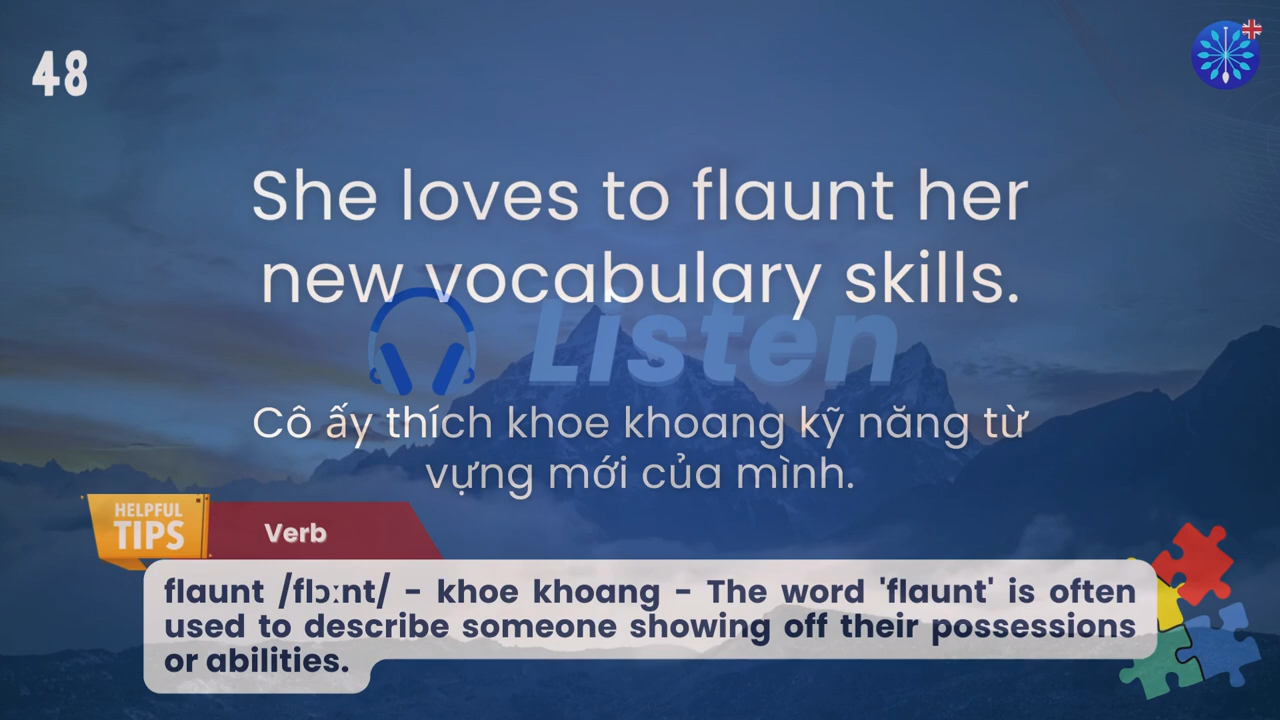 48
She loves to flaunt her
new vocabulary skills.
Listen
Cô ấy thích khoe khoang kỹ năng từ
vựng mới của mình.
HELPFUL
TIPS
Verb
flaunt /flɔːnt/ - khoe khoang - The word 'flaunt' is often
used to describe someone showing off their possessions
or abilities.